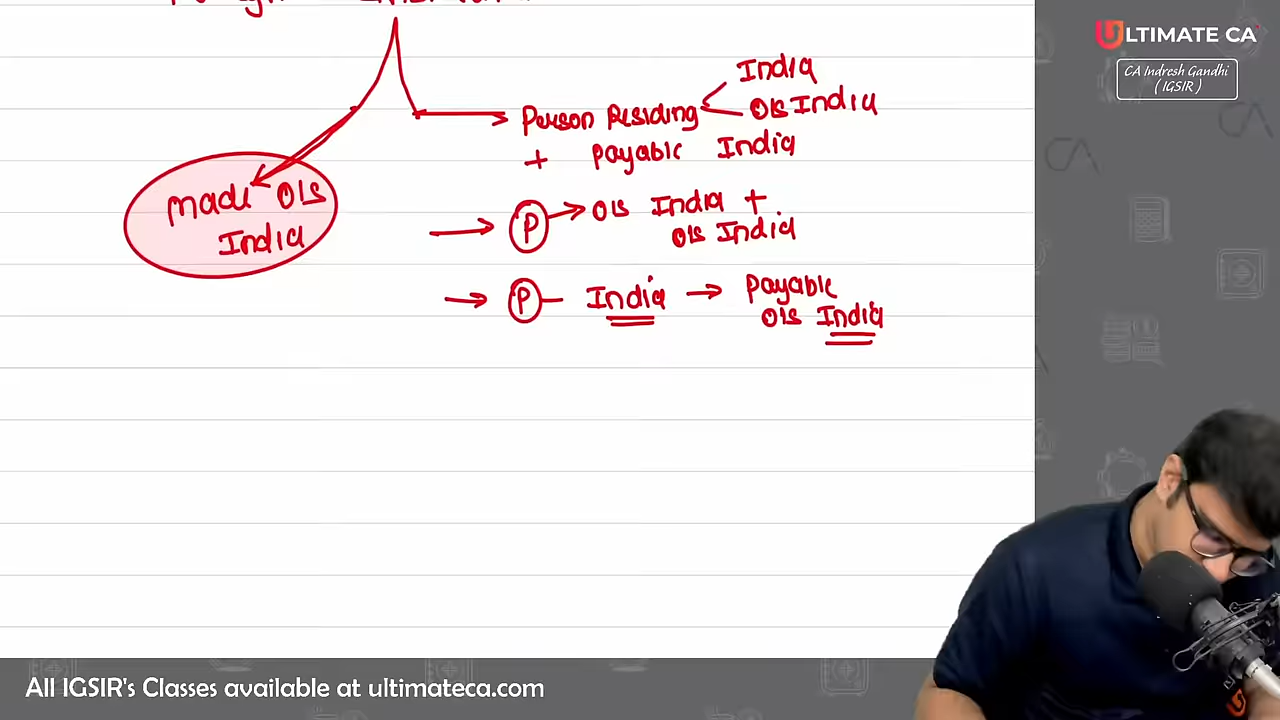 ULTIMATE CA
CA Indresh Gandhi
( IGSIR )
India
Person Residing
O/s India
+ Payable India
Made O/s
India
P O/s India +
O/s India
P India Payable
O/s India
All IGSIR's Classes available at ultimateca.com